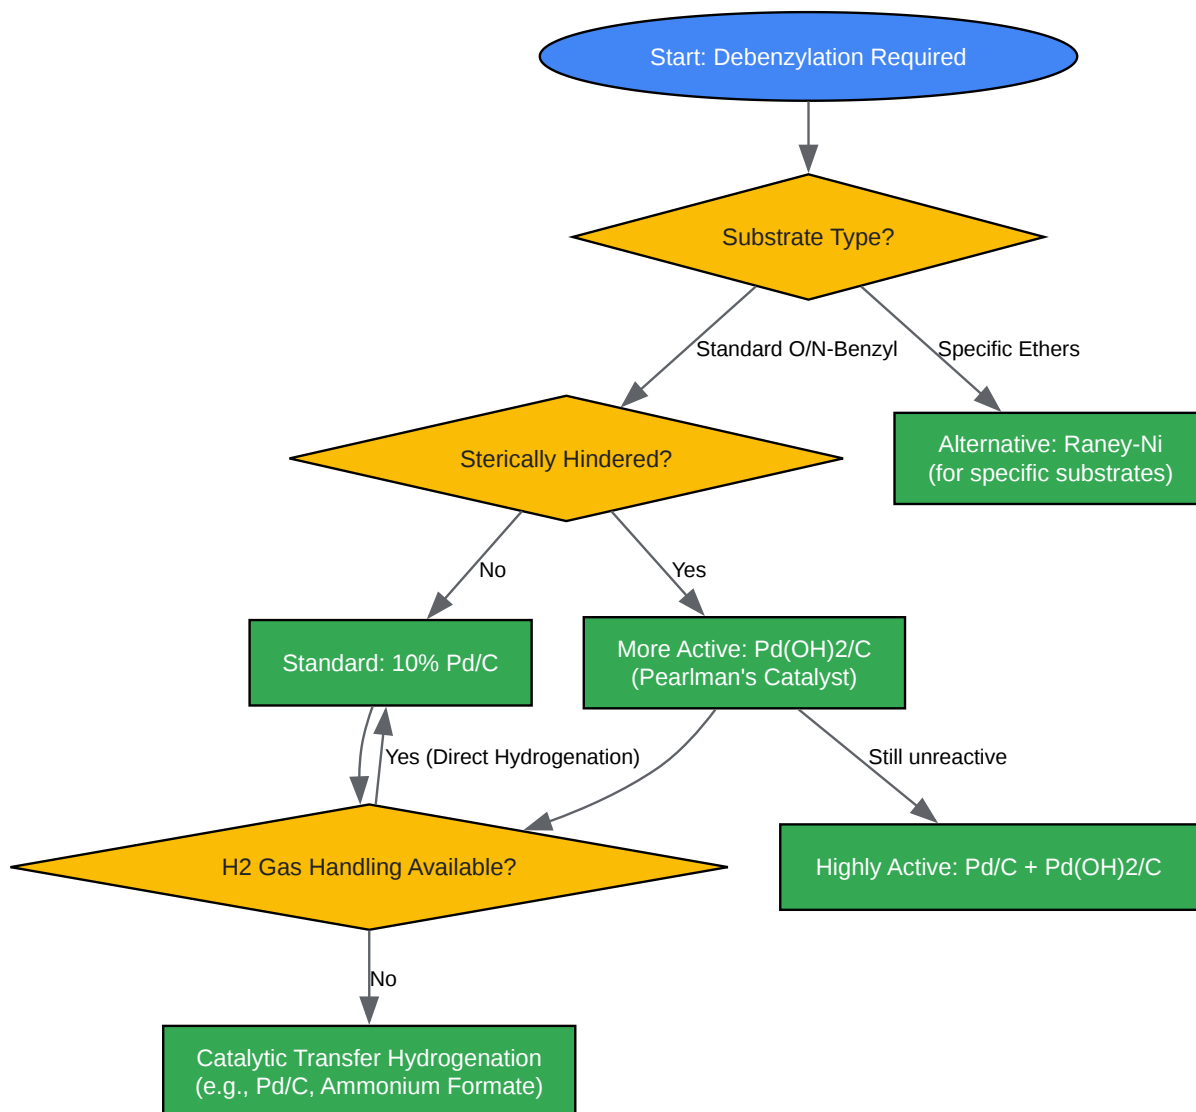 Start: Debenzylation Required
Substrate Type?
Standard O/N-Benzyl
Specific Ethers
Sterically Hindered?
Alternative: Raney-Ni
(for specific substrates)
No
Yes
Standard: 10% Pd/C
More Active: Pd(OH)2/C
(Pearlman's Catalyst)
Yes (Direct Hydrogenation)
Still unreactive
H2 Gas Handling Available?
Highly Active: Pd/C + Pd(OH)2/C
No
Catalytic Transfer Hydrogenation
(e.g., Pd/C, Ammonium Formate)